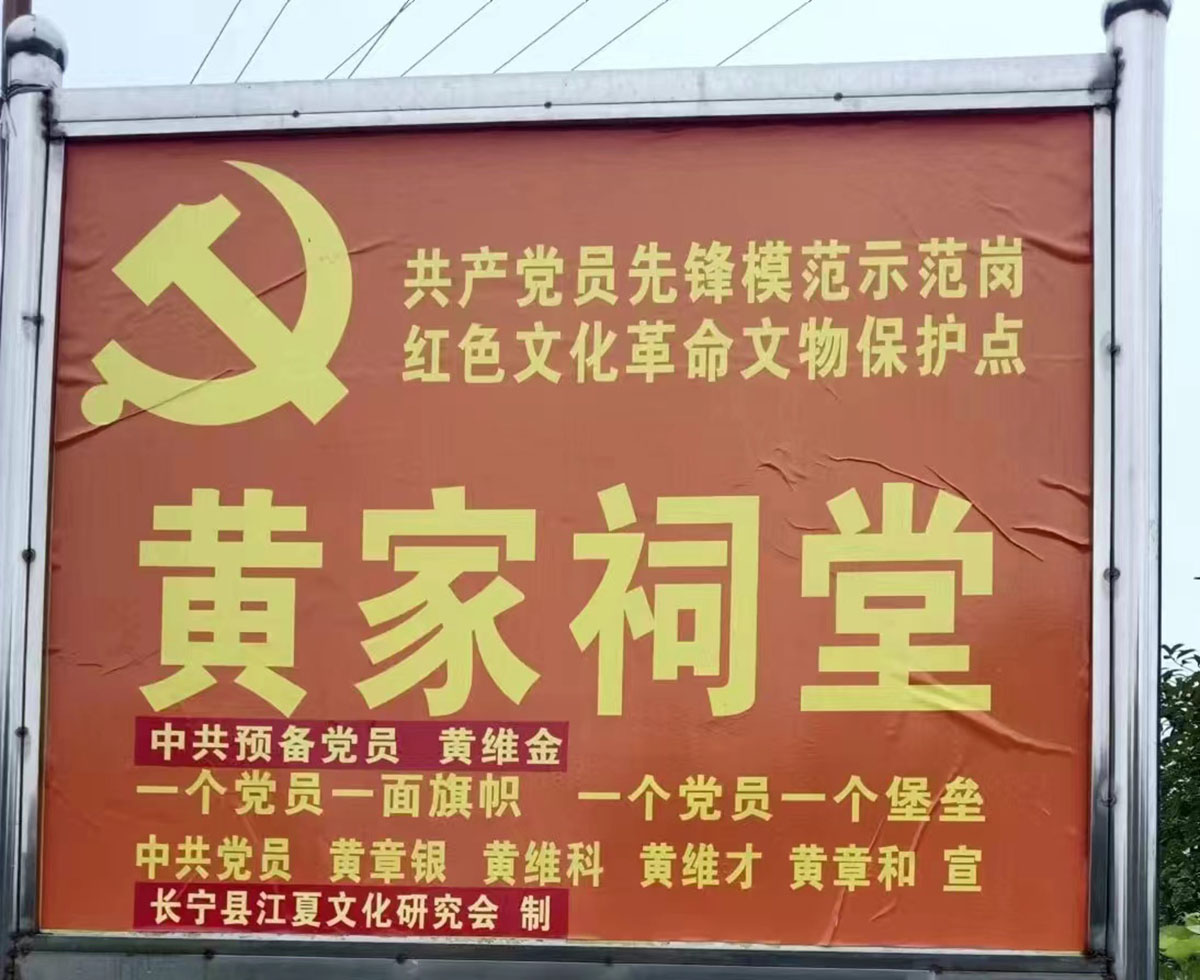 共产党员先锋模范示范岗
红色文化革命文物保护点
黄家祠堂
中共预备党员 黄维金
一个党员一面旗帜 一个党员一个堡垒
中共党员 黄章银 黄维科 黄维才 黄章和 宣
长宁县江夏文化研究会 制